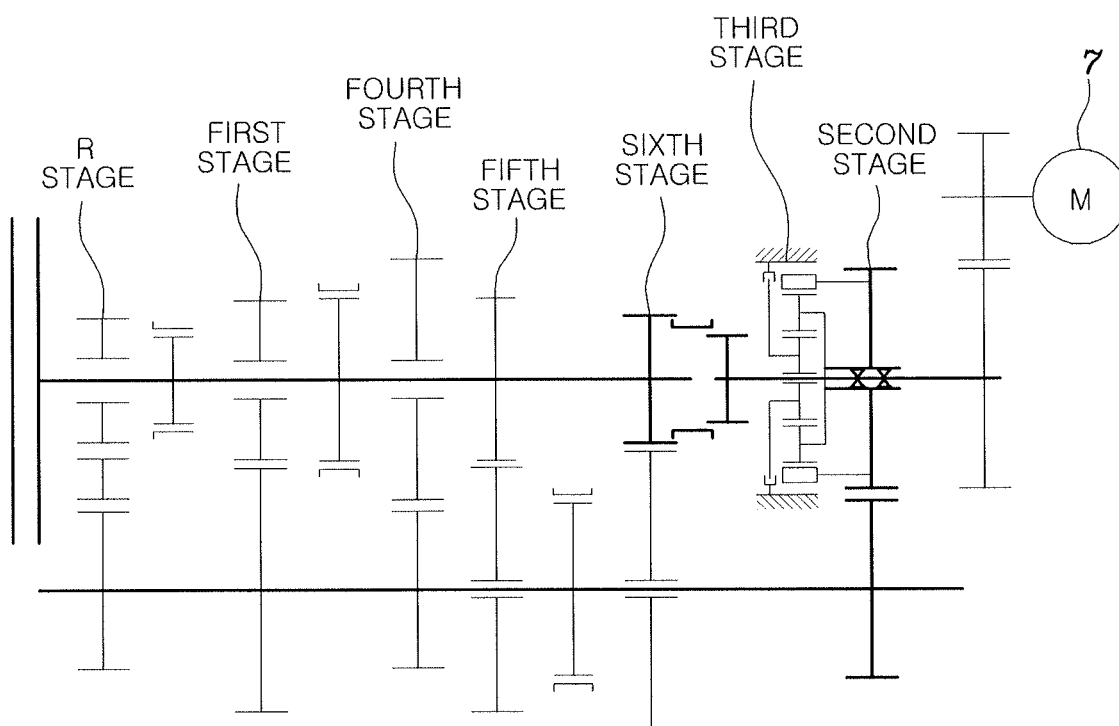 THIRD
STAGE
7
FOURTH
STAGE
FIRST
STAGE
R
STAGE
SIXTH
STAGE
SECOND
STAGE
FIFTH
STAGE
M